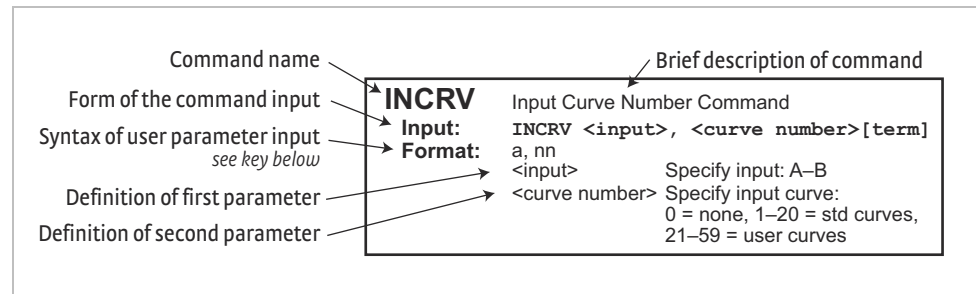 Command name
Form of the command input
Syntax of user parameter input
see key below
Definition of first parameter
Definition of second parameter
Brief description of command
INCRV Input Curve Number Command
Input: INCRV <input>, <curve number>[term]
Format: a, nn
<input> Specify input: A–B
<curve number> Specify input curve:
0 = none, 1–20 = std curves,
21–59 = user curves